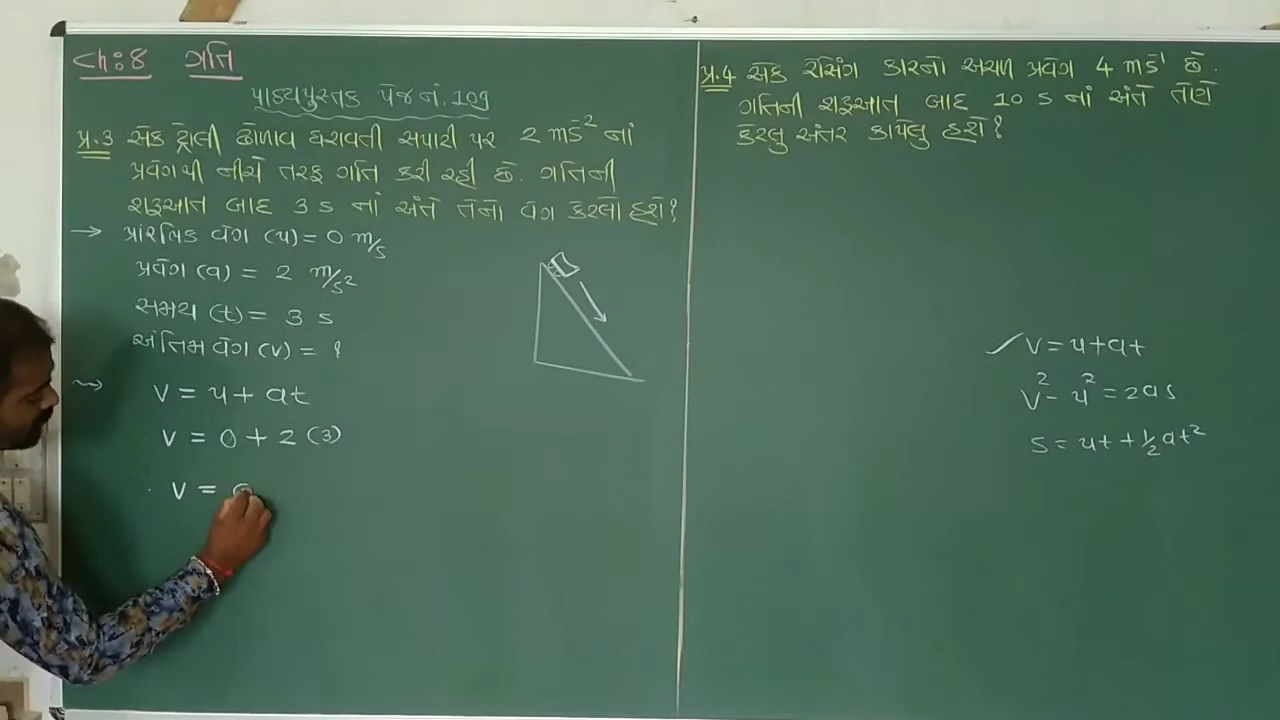 Ch:8 ગતિ
પાઠ્યપુસ્તક પેજ નં. 109
પ્ર.3 એક ટ્રોલી ઢોળાવ ધરાવતી સપાટી પર 2 ms⁻² નાં
પ્રવેગથી નીચે તરફ ગતિ કરી રહી છે. ગતિની
શરૂઆત બાદ 3 s નાં અંતે તેનો વેગ કેટલો હશે?
→ પ્રારંભિક વેગ (u) = 0 m/s
પ્રવેગ (a) = 2 m/s²
સમય (t) = 3 s
અંતિમ વેગ (v) = ?
v = u + at
v = 0 + 2 (3)
v =
પ્ર.4 એક રેસિંગ કારનો અચળ પ્રવેગ 4 ms⁻¹ છે.
ગતિની શરૂઆત બાદ 10 s નાં અંતે તેણે
કેટલુ અંતર કાપેલુ હશે?
✓ v = u + at
v² - u² = 2as
s = ut + ½ at²